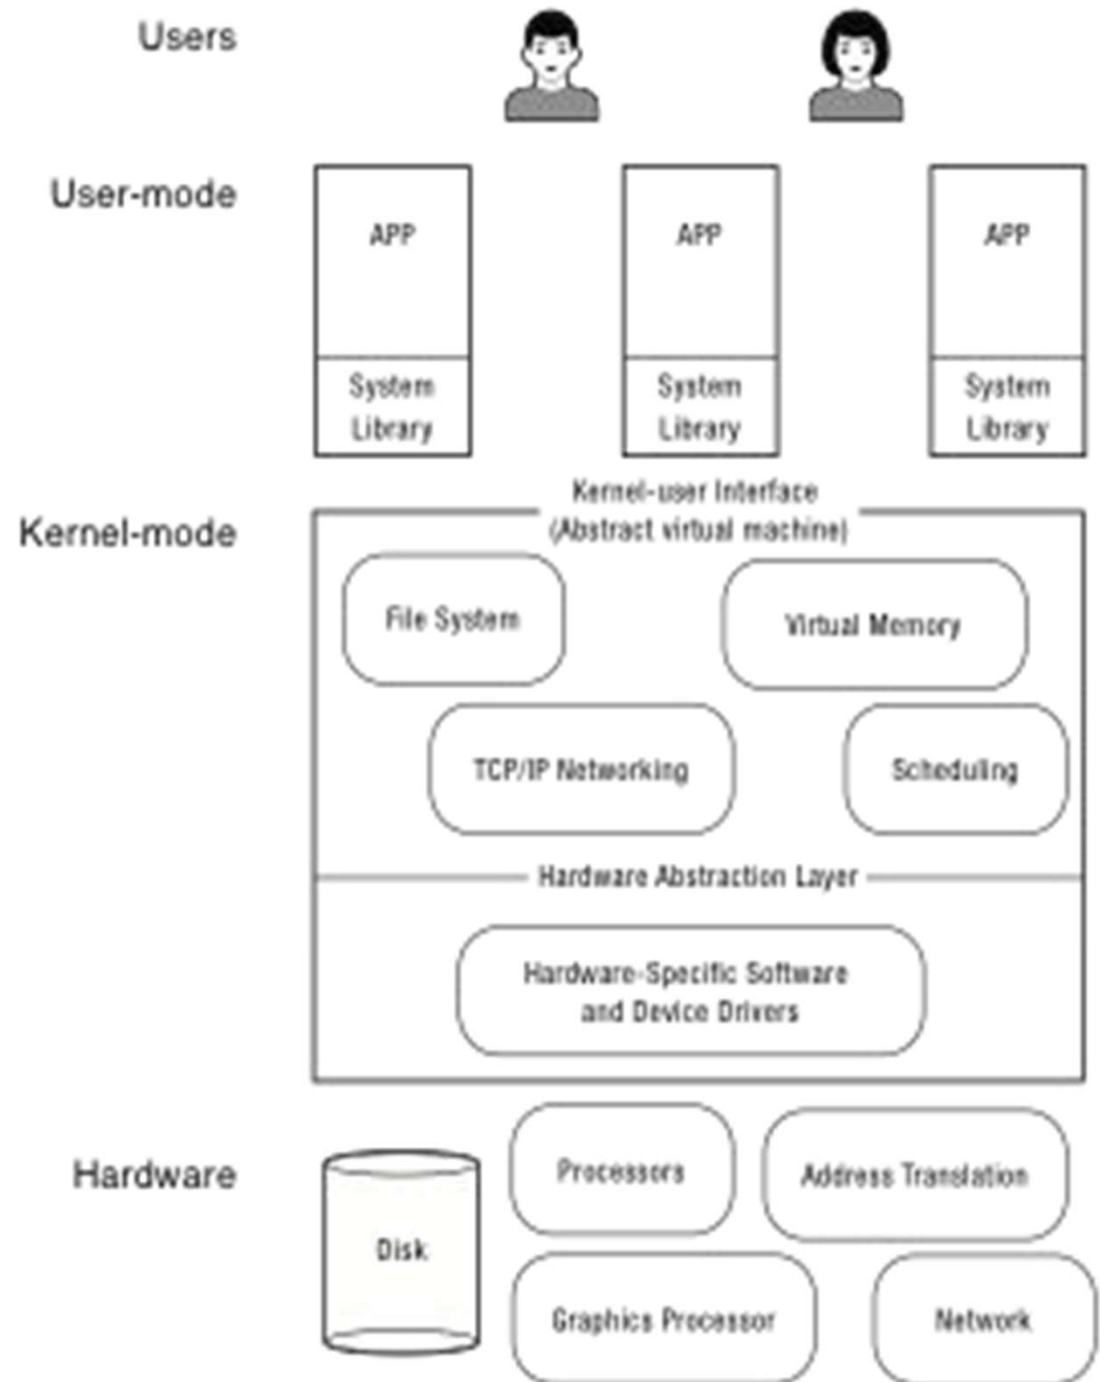 Users
User-mode
APP
APP
APP
System
Library
System
Library
System
Library
Kernel-user Interface
(Abstract virtual machine)
Kernel-mode
File System
Virtual Memory
TCP/IP Networking
Scheduling
Hardware Abstraction Layer
Hardware-Specific Software
and Device Drivers
Hardware
Processors
Address Translation
Disk
Graphics Processor
Network